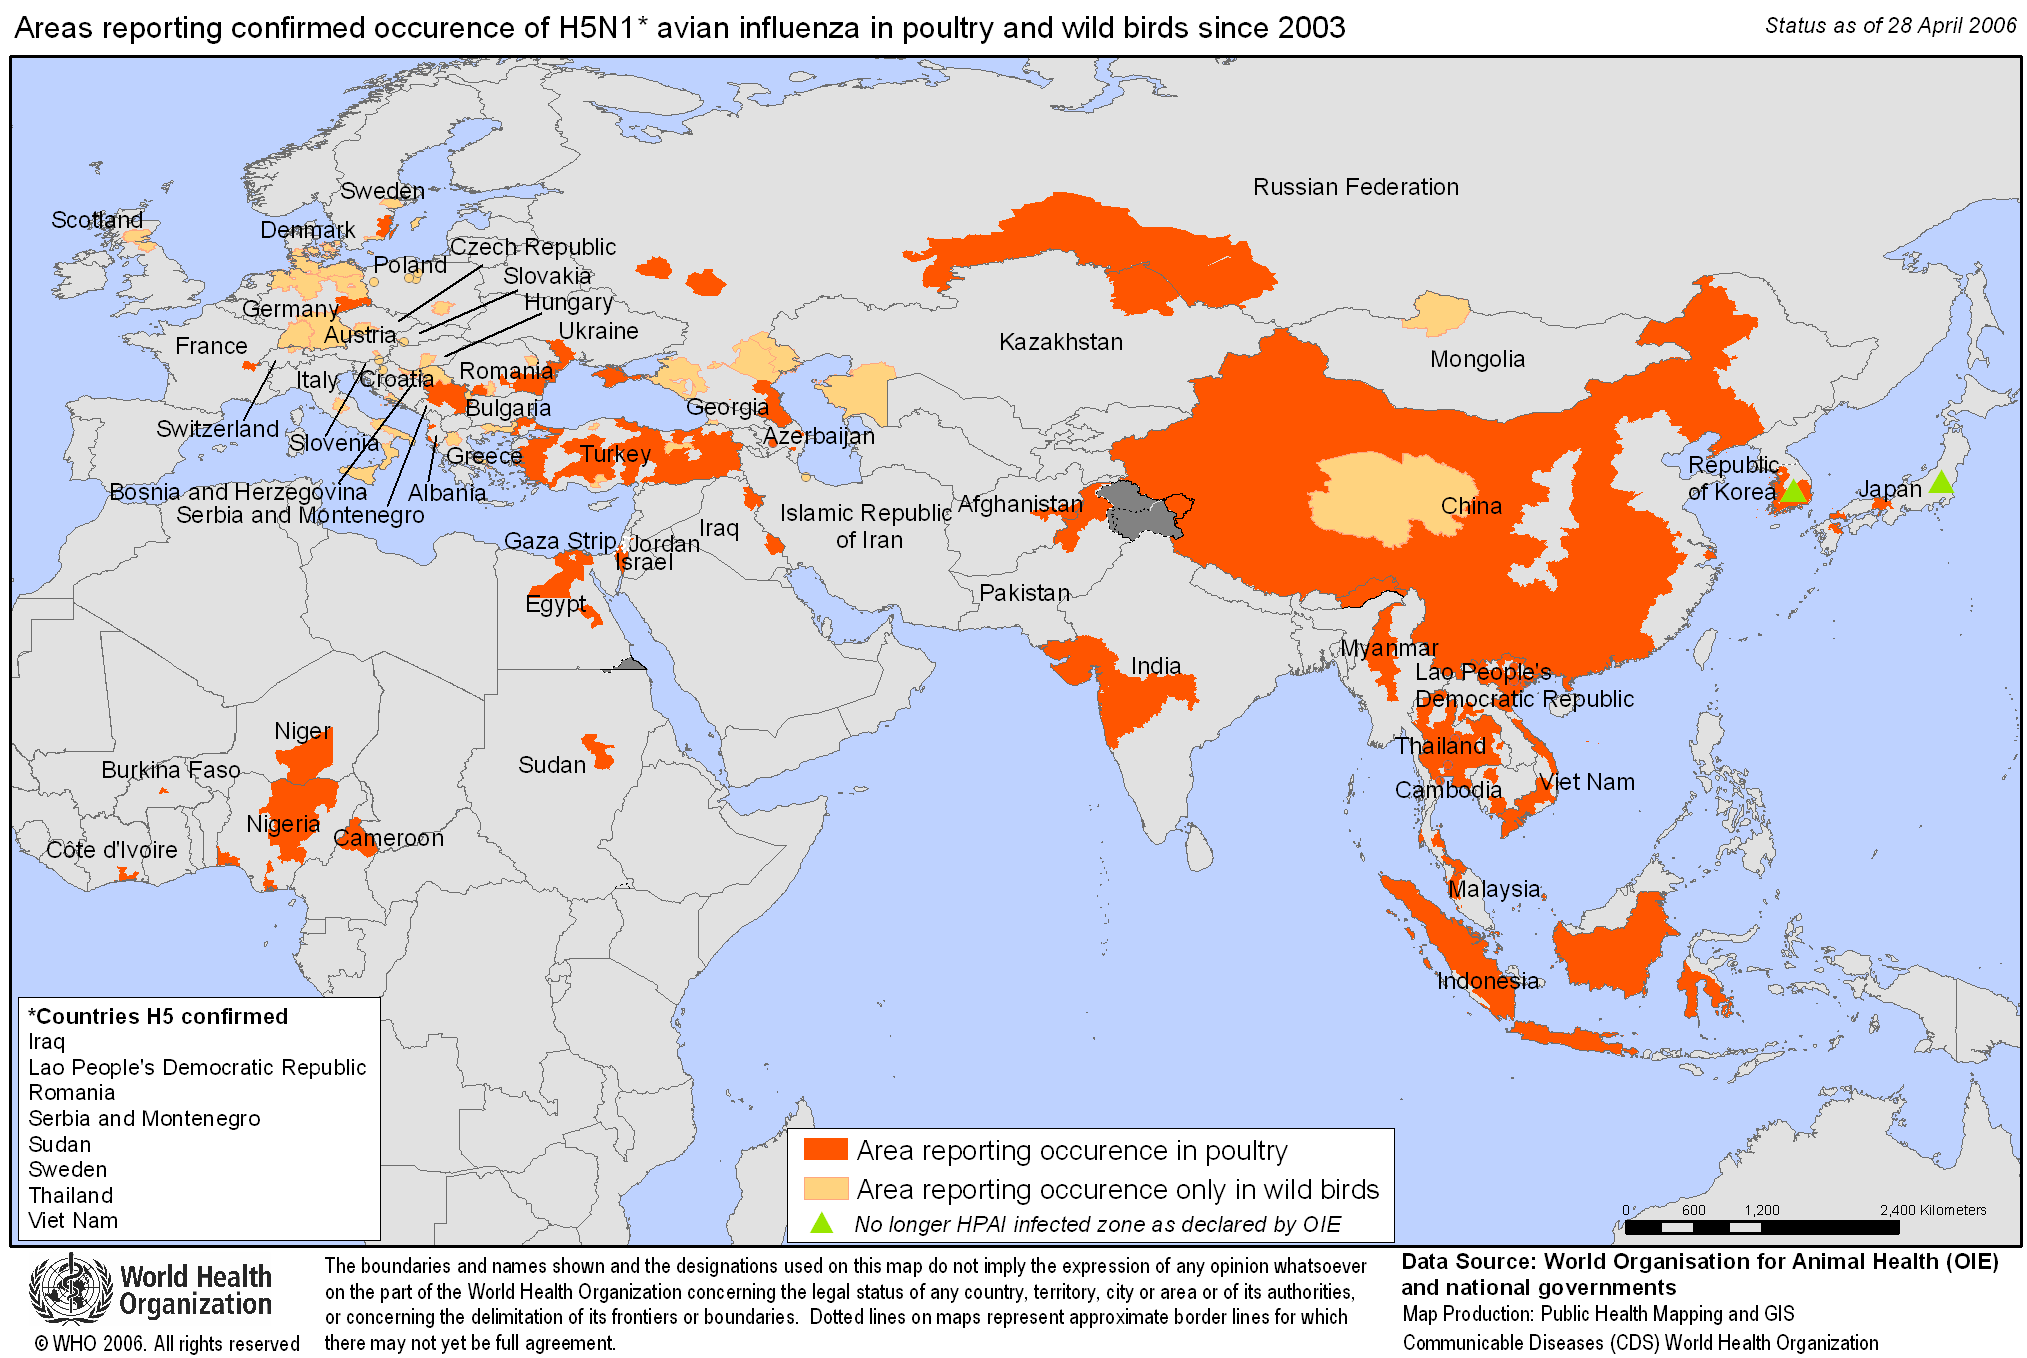 Areas reporting confirmed occurence of H5N1* avian influenza in poultry and wild birds since 2003
Status as of 28 April 2006
Russian Federation
Sweden
Scotland
Denmark
Czech Republic
Poland
Slovakia
Hungary
Germany
Ukraine
Austria
France
Kazakhstan
Mongolia
Italy
Croatia
Romania
Bulgaria
Georgia
Switzerland
Slovenia
Azerbaijan
Greece
Turkey
Bosnia and Herzegovina
Albania
Serbia and Montenegro
Afghanistan
China
Republic
of Korea
Japan
Islamic Republic
of Iran
Iraq
Gaza Strip
Jordan
Israel
Egypt
Pakistan
Myanmar
India
Lao People's
Democratic Republic
Niger
Thailand
Sudan
Burkina Faso
Viet Nam
Cambodia
Nigeria
Cameroon
Côte d'Ivoire
Malaysia
Indonesia
*Countries H5 confirmed
Iraq
Lao People's Democratic Republic
Romania
Serbia and Montenegro
Sudan
Sweden
Thailand
Viet Nam
Area reporting occurence in poultry
Area reporting occurence only in wild birds
No longer HPAI infected zone as declared by OIE
0 600 1,200 2,400 Kilometers
World Health
Organization
© WHO 2006. All rights reserved
The boundaries and names shown and the designations used on this map do not imply the expression of any opinion whatsoever
on the part of the World Health Organization concerning the legal status of any country, territory, city or area or of its authorities,
or concerning the delimitation of its frontiers or boundaries. Dotted lines on maps represent approximate border lines for which
there may not yet be full agreement.
Data Source: World Organisation for Animal Health (OIE)
and national governments
Map Production: Public Health Mapping and GIS
Communicable Diseases (CDS) World Health Organization